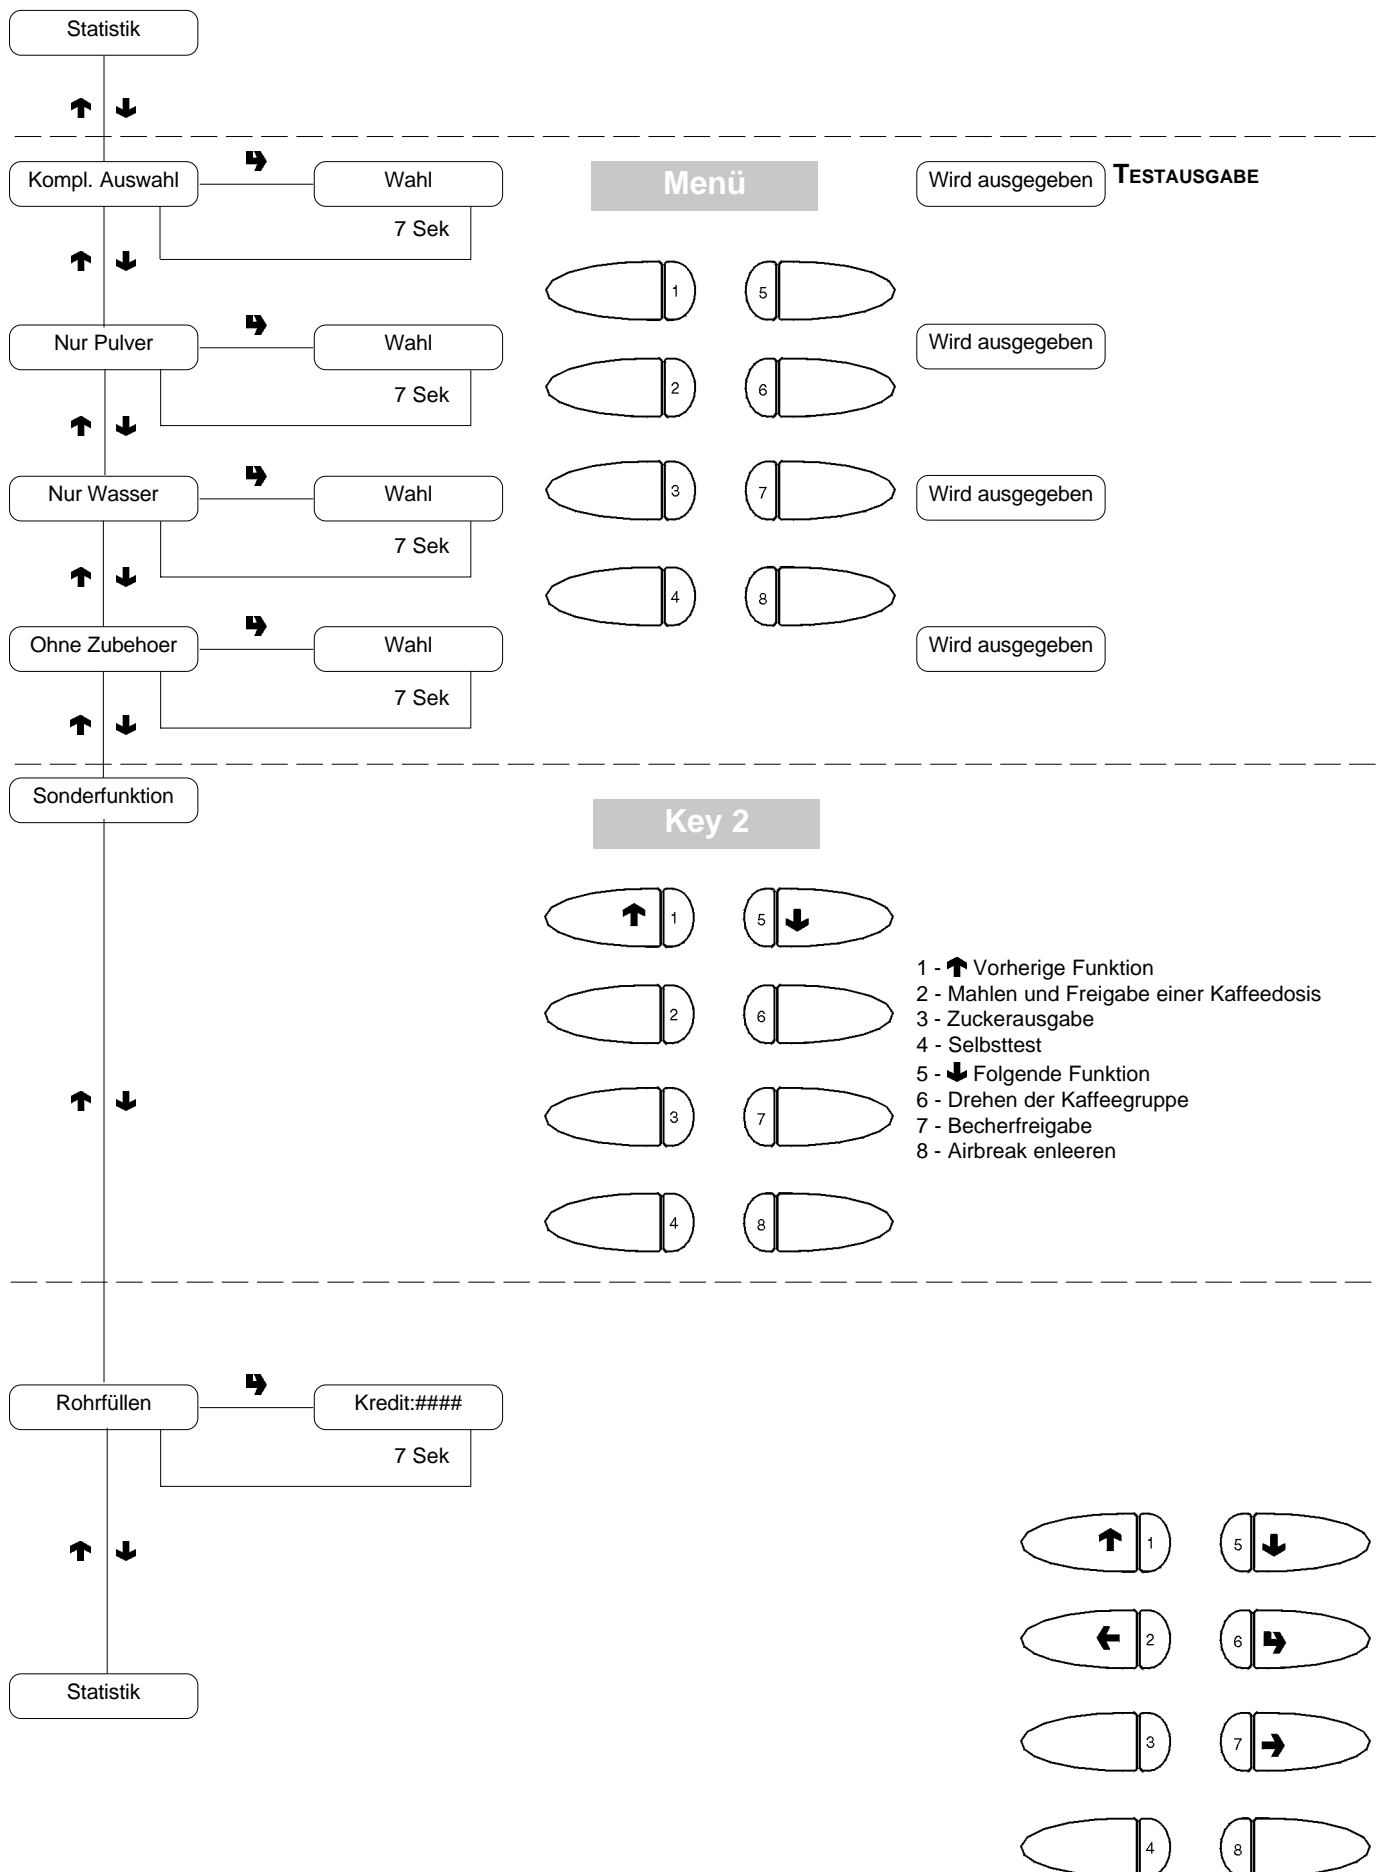 Statistik
Kompl. Auswahl
Wahl
Menü
Wird ausgegeben
TESTAUSGABE
7 Sek
1
5
Nur Pulver
Wahl
Wird ausgegeben
7 Sek
2
6
Nur Wasser
Wahl
3
7
Wird ausgegeben
7 Sek
4
8
Ohne Zubehoer
Wahl
Wird ausgegeben
7 Sek
Sonderfunktion
Key 2
1
5
2
6
3
7
4
8
1 - 🡹 Vorherige Funktion
2 - Mahlen und Freigabe einer Kaffeedosis
3 - Zuckerausgabe
4 - Selbsttest
5 - 🡻 Folgende Funktion
6 - Drehen der Kaffeegruppe
7 - Becherfreigabe
8 - Airbreak enleeren
Rohrfüllen
Kredit:####
7 Sek
Statistik
1
5
2
6
3
7
4
8